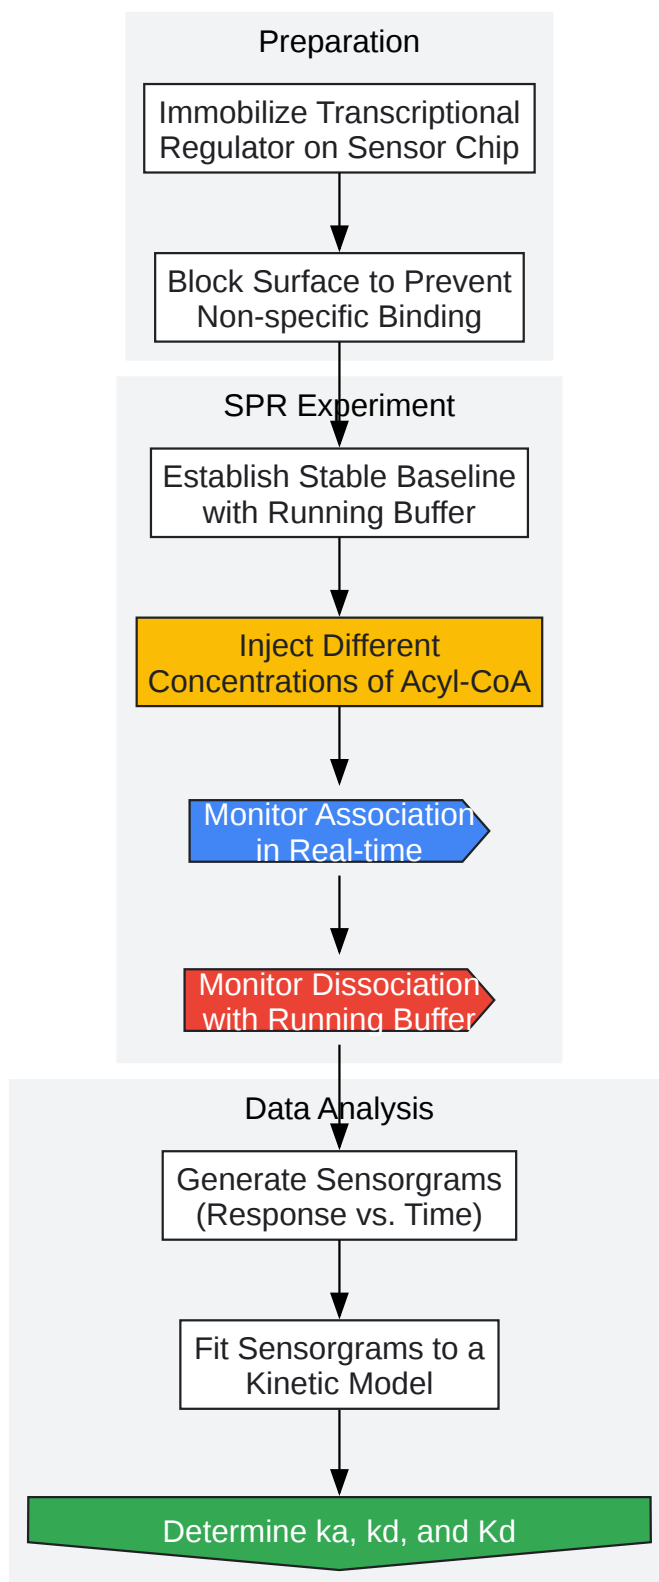 Preparation
Immobilize Transcriptional
Regulator on Sensor Chip
Block Surface to Prevent
Non-specific Binding
SPR Experiment
Establish Stable Baseline
with Running Buffer
Inject Different
Concentrations of Acyl-CoA
Monitor Association
in Real-time
Monitor Dissociation
with Running Buffer
Data Analysis
Generate Sensorgrams
(Response vs. Time)
Fit Sensorgrams to a
Kinetic Model
Determine ka, kd, and Kd